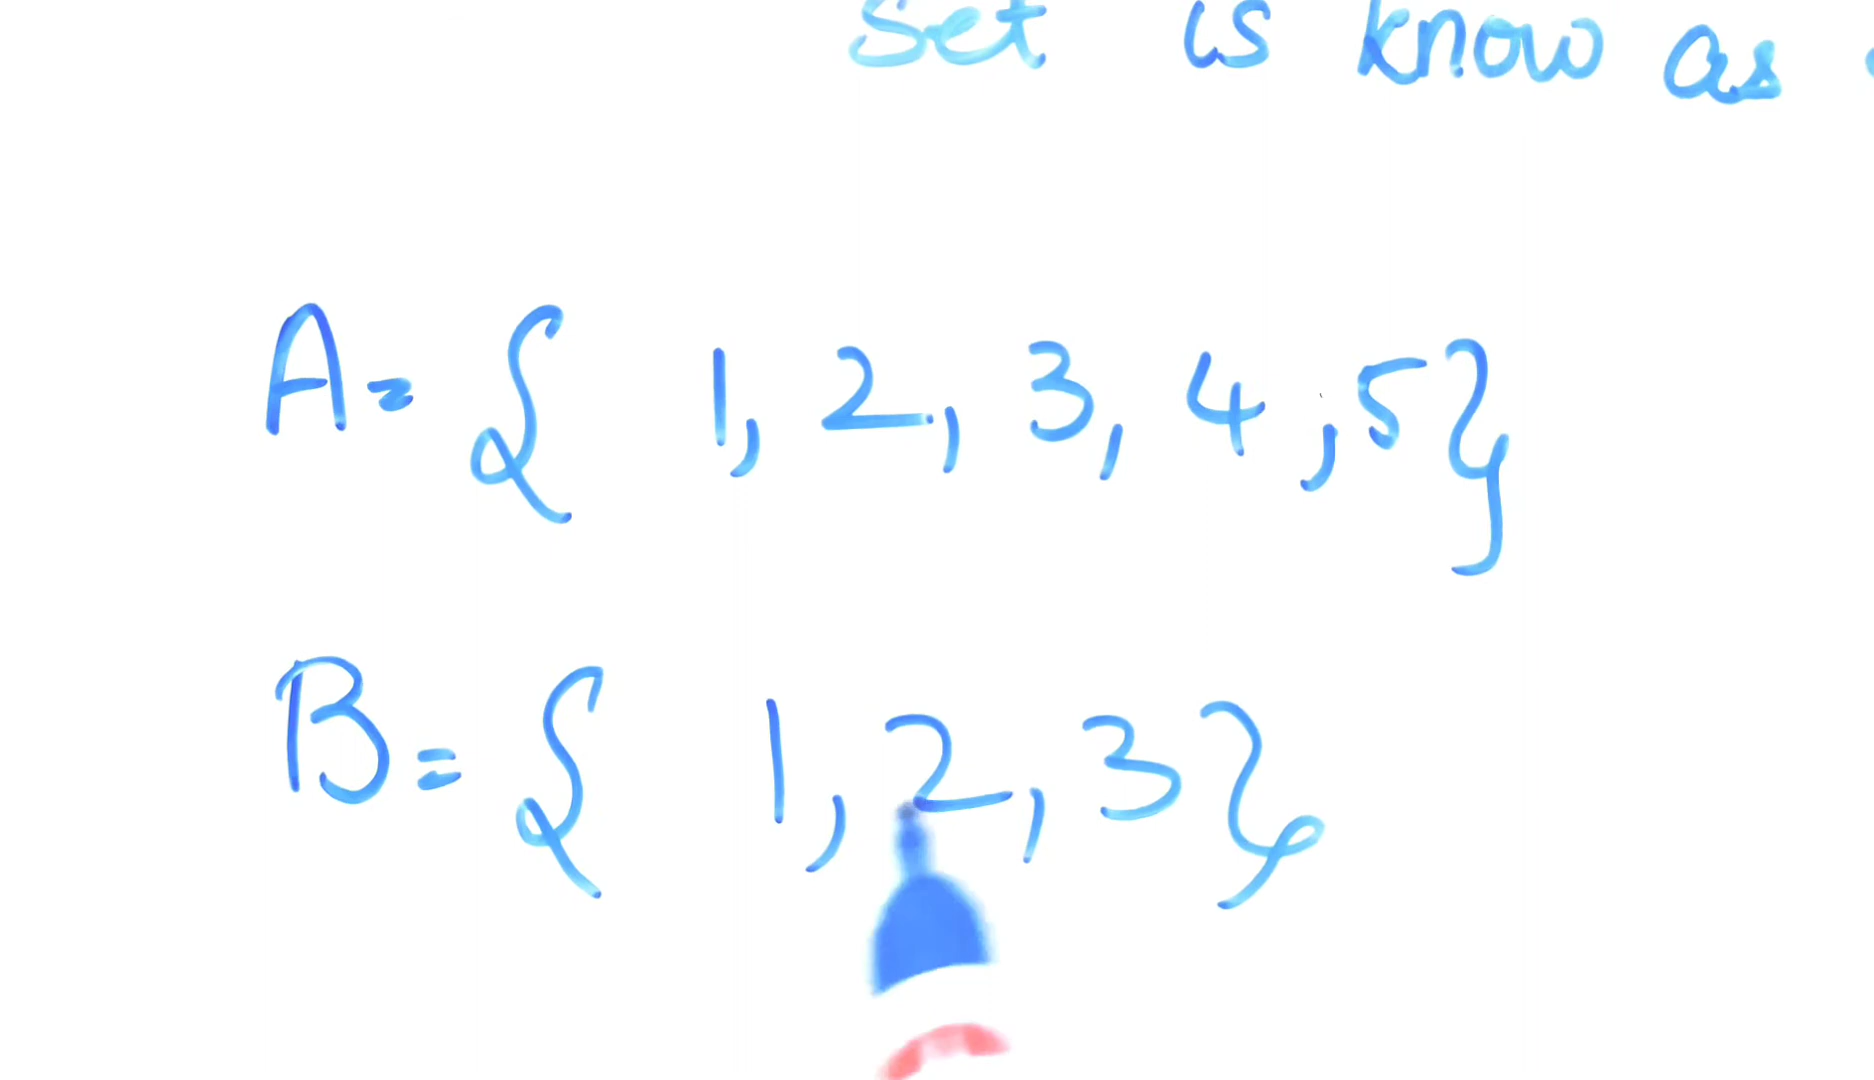 set is know as
A= { 1, 2, 3, 4, 5}
B= { 1, 2, 3}